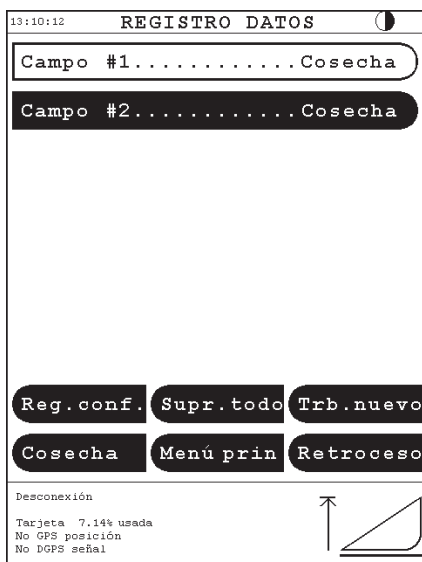 13:10:12 REGISTRO DATOS
Campo #1............Cosecha
Campo #2............Cosecha
Reg.conf. Supr.todo Trb.nuevo
Cosecha Menú prin Retroceso
Desconexión
Tarjeta 7.14% usada
No GPS posición
No DGPS señal